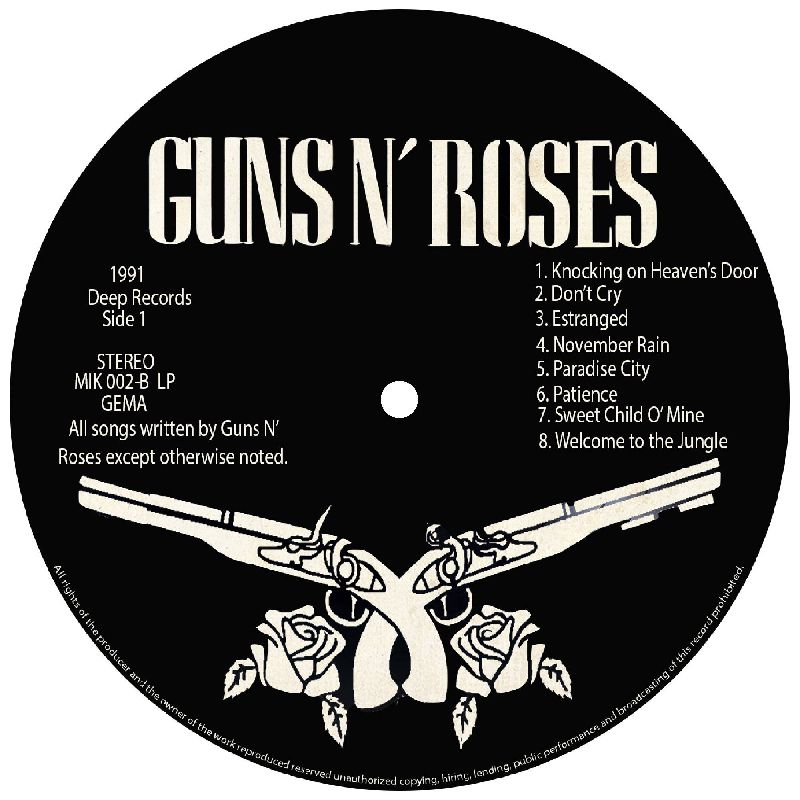 GUNS N' ROSES
1991
Deep Records
Side 1
STEREO
MIK 002-B LP
GEMA
All songs written by Guns N'
Roses except otherwise noted.
1. Knocking on Heaven's Door
2. Don't Cry
3. Estranged
4. November Rain
5. Paradise City
6. Patience
7. Sweet Child O' Mine
8. Welcome to the Jungle
All rights of the producer and the owner of the work reproduced reserved unauthorized copying, hiring, lending, public performance and broadcasting of this record prohibited.